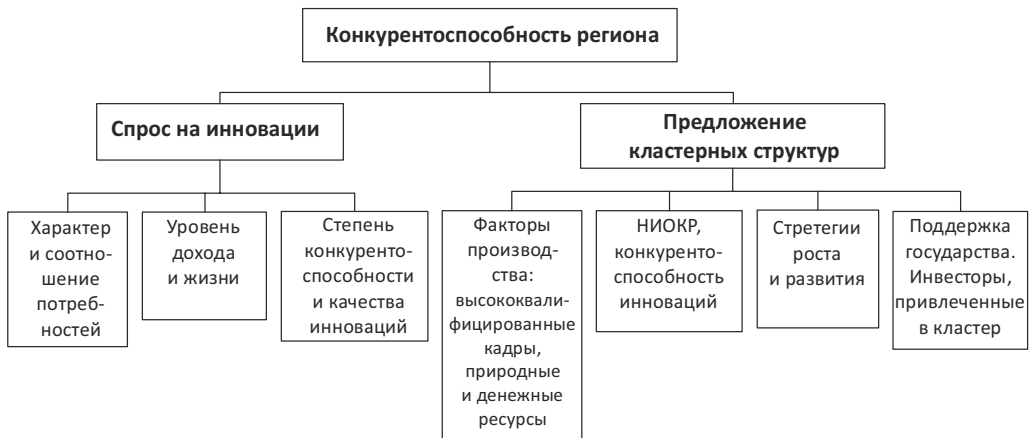 Конкурентоспособность региона
Спрос на инновации
Предложение
кластерных структур
Характер
и соотно-
шение
потреб-
ностей
Уровень
дохода
и жизни
Степень
конкуренто-
способности
и качества
инноваций
Факторы
производ-
ства:
высококвали-
фицированные
кадры,
природные
и денежные
ресурсы
НИОКР,
конкуренто-
способность
инноваций
Стретегии
роста
и развития
Поддержка
государства.
Инвесторы,
привлеченные
в кластер